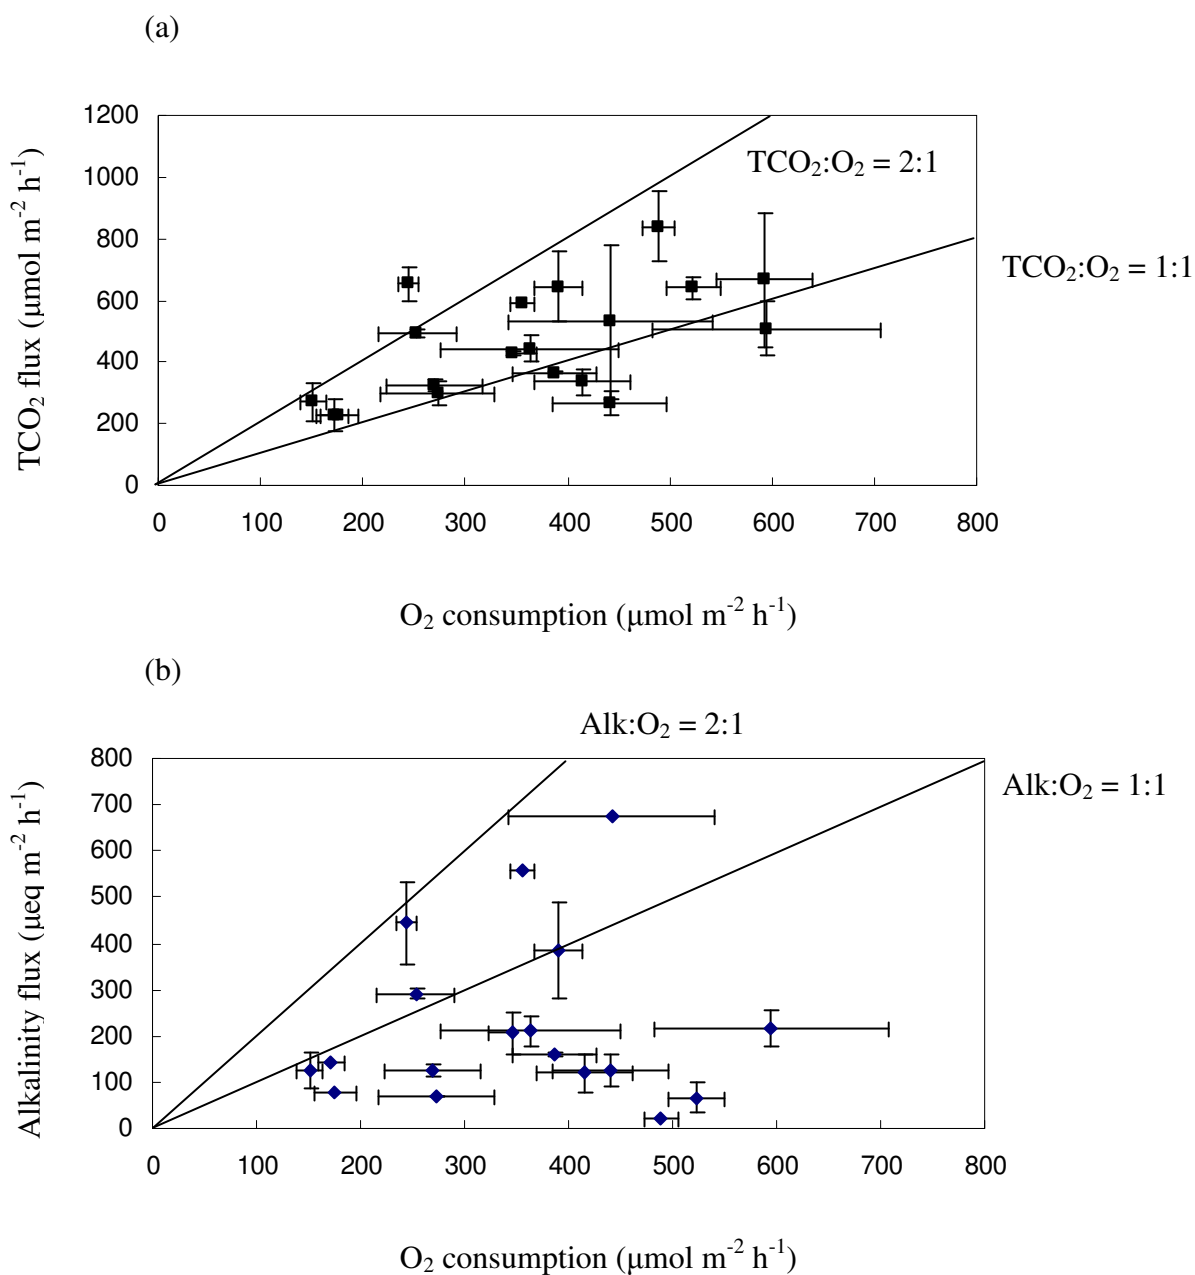 (a)
1200
1000
800
600
400
200
0
TCO₂ flux (μmol m⁻² h⁻¹)
TCO₂:O₂ = 2:1
TCO₂:O₂ = 1:1
0 100 200 300 400 500 600 700 800
O₂ consumption (μmol m⁻² h⁻¹)
(b)
Alk:O₂ = 2:1
Alk:O₂ = 1:1
800
700
600
500
400
300
200
100
0
Alkalinity flux (μeq m⁻² h⁻¹)
0 100 200 300 400 500 600 700 800
O₂ consumption (μmol m⁻² h⁻¹)